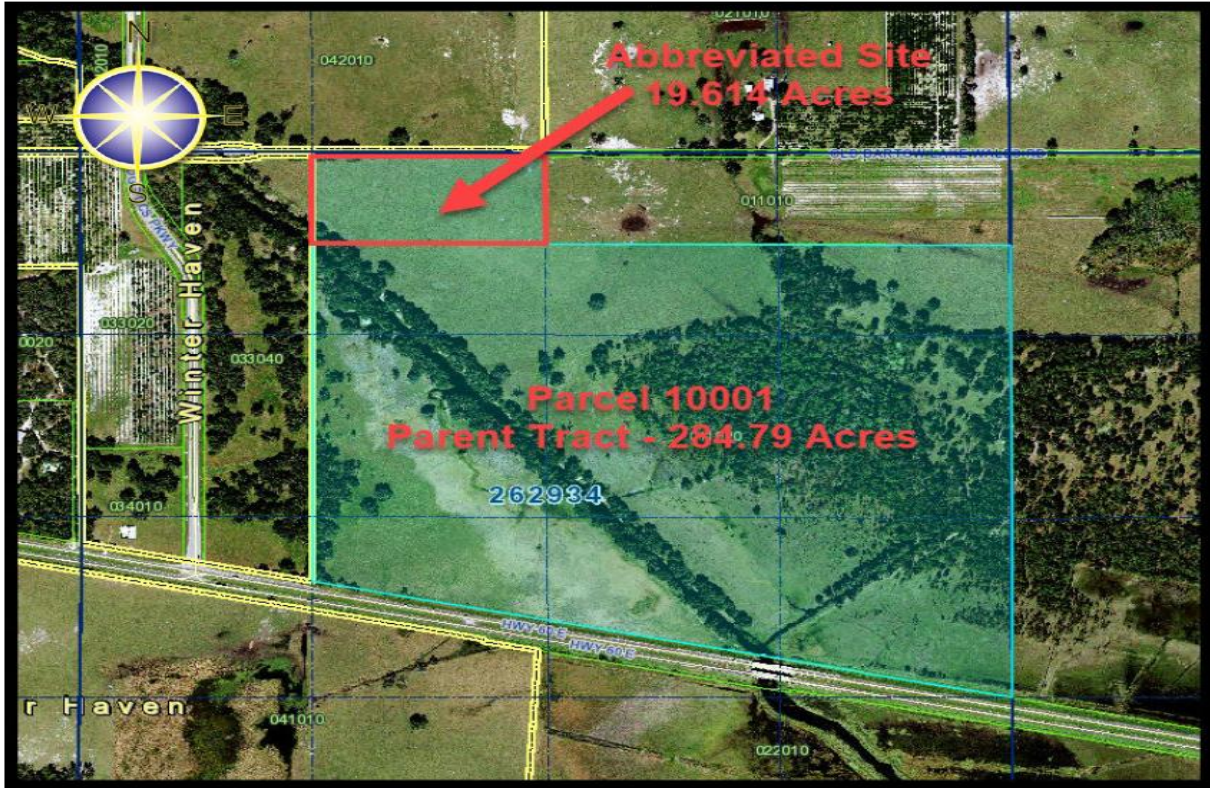 N
W
E
S
021010
042010
Abbreviated Site
19.614 Acres
011010
Winter Haven
033020
0020
033040
Parcel 10001
Parent Tract - 284.79 Acres
262934
034010
HWY 60 E
HWY 60 E
r Haven
041010
022010